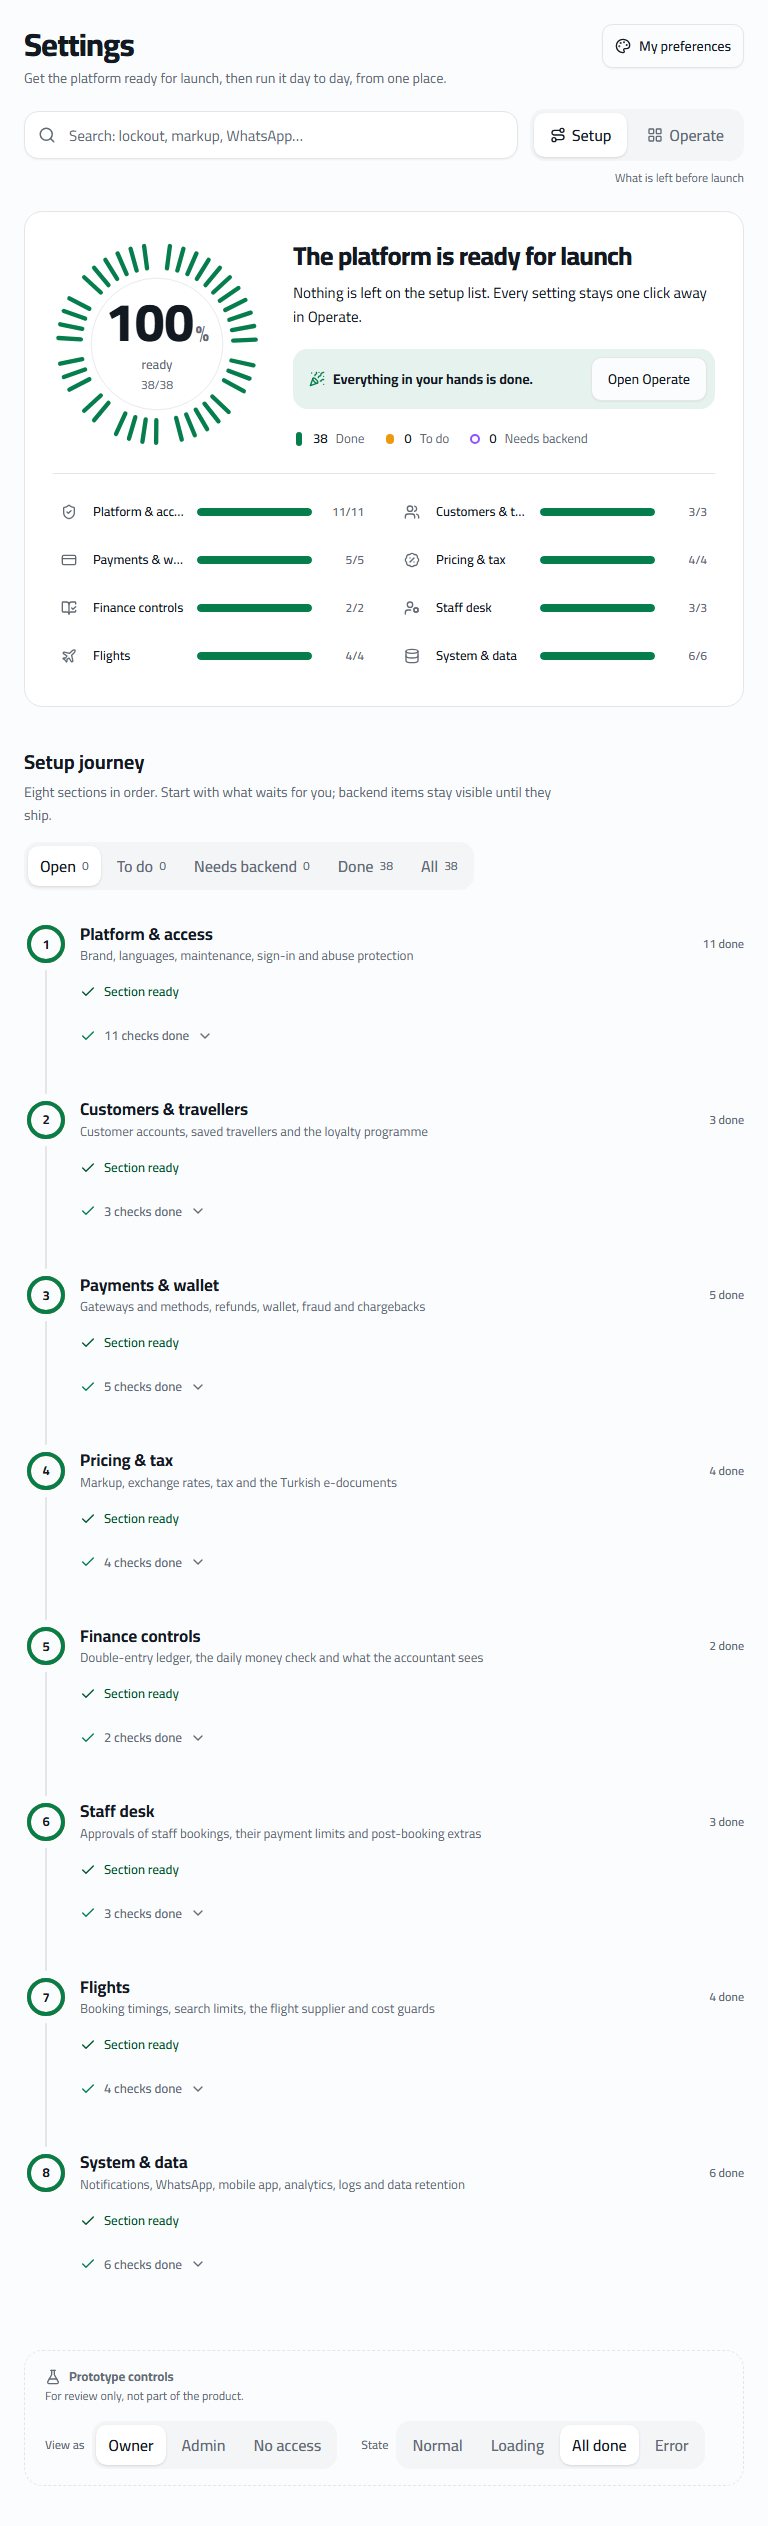 Settings
My preferences
Get the platform ready for launch, then run it day to day, from one place.
Search: lockout, markup, WhatsApp...
Setup
Operate
What is left before launch
100%
ready
38/38
The platform is ready for launch
Nothing is left on the setup list. Every setting stays one click away
in Operate.
Everything in your hands is done.
Open Operate
38 Done
0 To do
0 Needs backend
Platform & acc... 11/11
Customers & t... 3/3
Payments & w... 5/5
Pricing & tax 4/4
Finance controls 2/2
Staff desk 3/3
Flights 4/4
System & data 6/6
Setup journey
Eight sections in order. Start with what waits for you; backend items stay visible until they
ship.
Open 0 To do 0 Needs backend 0 Done 38 All 38
1 Platform & access
11 done
Brand, languages, maintenance, sign-in and abuse protection
Section ready
11 checks done
2 Customers & travellers
3 done
Customer accounts, saved travellers and the loyalty programme
Section ready
3 checks done
3 Payments & wallet
5 done
Gateways and methods, refunds, wallet, fraud and chargebacks
Section ready
5 checks done
4 Pricing & tax
4 done
Markup, exchange rates, tax and the Turkish e-documents
Section ready
4 checks done
5 Finance controls
2 done
Double-entry ledger, the daily money check and what the accountant sees
Section ready
2 checks done
6 Staff desk
3 done
Approvals of staff bookings, their payment limits and post-booking extras
Section ready
3 checks done
7 Flights
4 done
Booking timings, search limits, the flight supplier and cost guards
Section ready
4 checks done
8 System & data
6 done
Notifications, WhatsApp, mobile app, analytics, logs and data retention
Section ready
6 checks done
Prototype controls
For review only, not part of the product.
View as Owner Admin No access
State Normal Loading All done Error